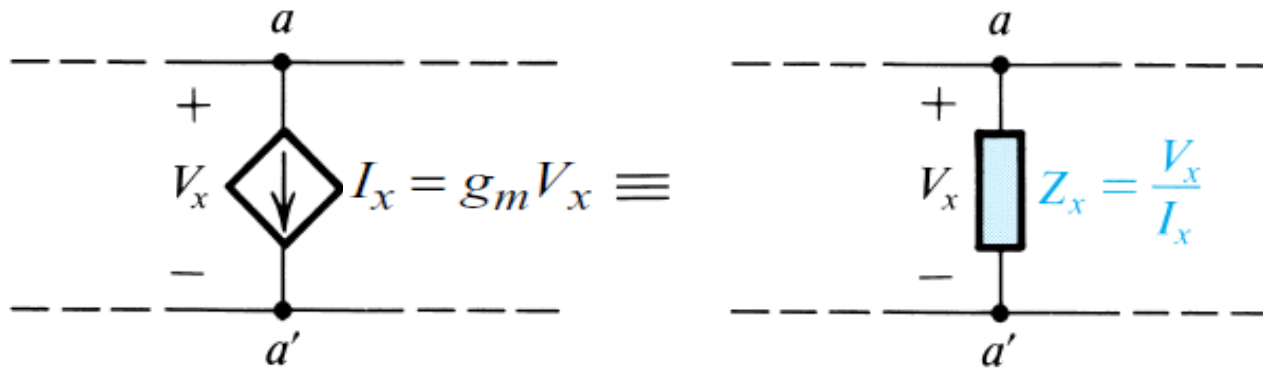 a a
+ +
V_x I_x = g_m V_x ≡ V_x Z_x = V_x / I_x
− −
a′ a′